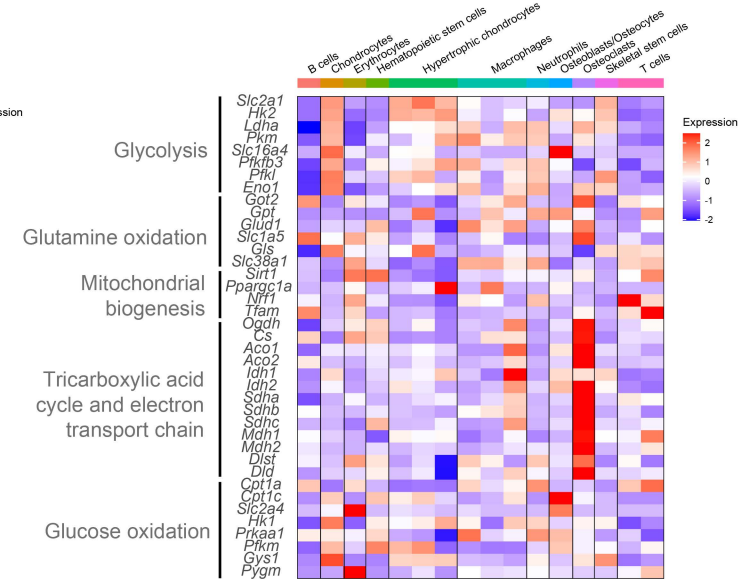 B cells
Chondrocytes
Erythrocytes
Hematopoietic stem cells
Hypertrophic chondrocytes
Macrophages
Neutrophils
Osteoblasts/Osteocytes
Osteoclasts
Skeletal stem cells
T cells
ssion
Expression
2
1
0
-1
-2
Glycolysis
Slc2a1
Hk2
Ldha
Pkm
Slc16a4
Pfkfb3
Pfkl
Eno1
Glutamine oxidation
Got2
Gpt
Glud1
Slc1a5
Gls
Slc38a1
Mitochondrial
biogenesis
Sirt1
Ppargc1a
Nrf1
Tfam
Tricarboxylic acid
cycle and electron
transport chain
Ogdh
Cs
Aco1
Aco2
Idh1
Idh2
Sdha
Sdhb
Sdhc
Mdh1
Mdh2
Dlst
Dld
Glucose oxidation
Cpt1a
Cpt1c
Slc2a4
Hk1
Prkaa1
Pfkm
Gys1
Pygm